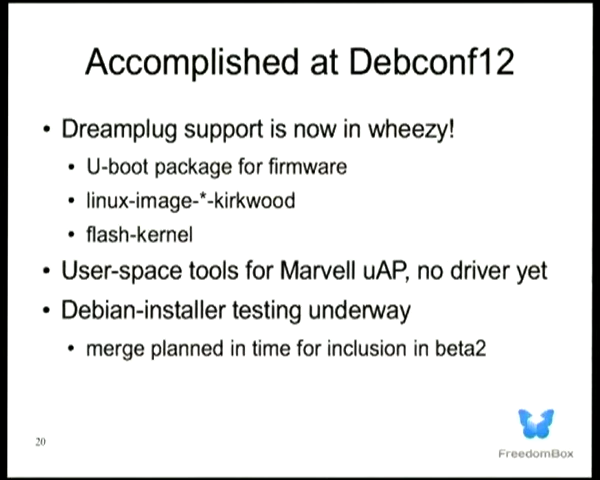 Accomplished at Debconf12
• Dreamplug support is now in wheezy!
• U-boot package for firmware
• linux-image-*-kirkwood
• flash-kernel
• User-space tools for Marvell uAP, no driver yet
• Debian-installer testing underway
• merge planned in time for inclusion in beta2
20
FreedomBox